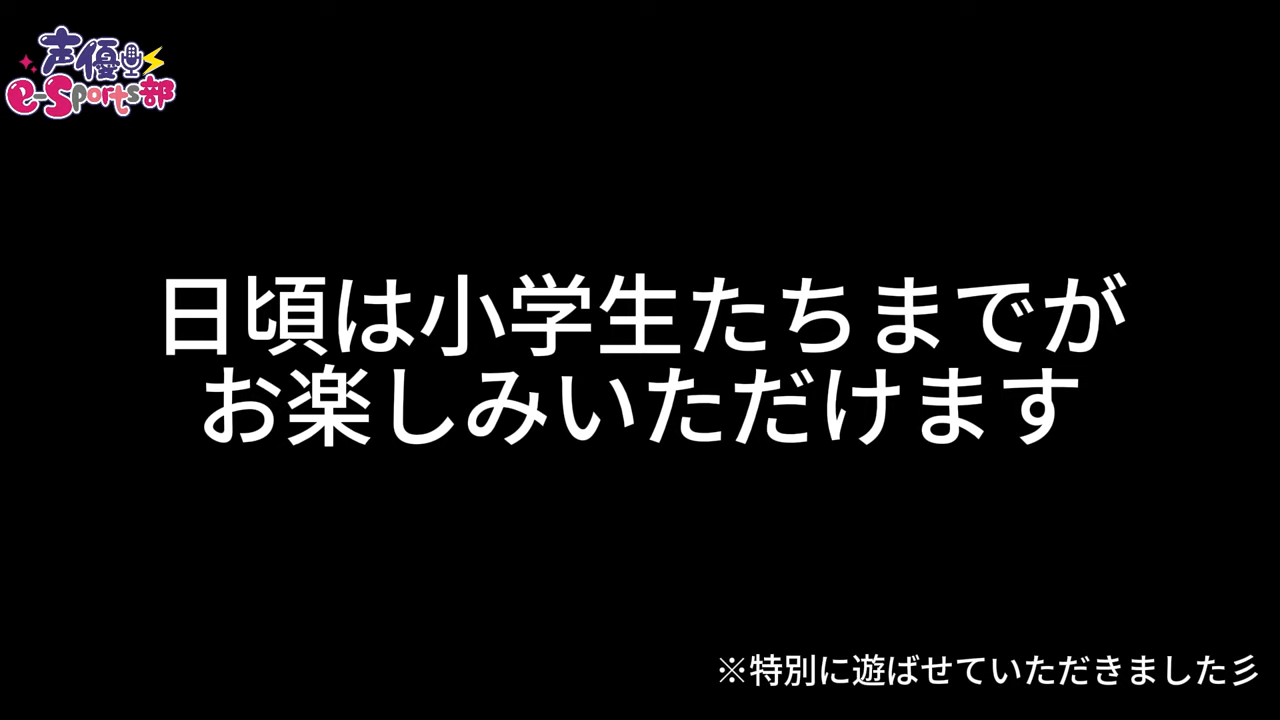 声優
e-Sports部
日頃は小学生たちまでが
お楽しみいただけます
※特別に遊ばせていただきました彡